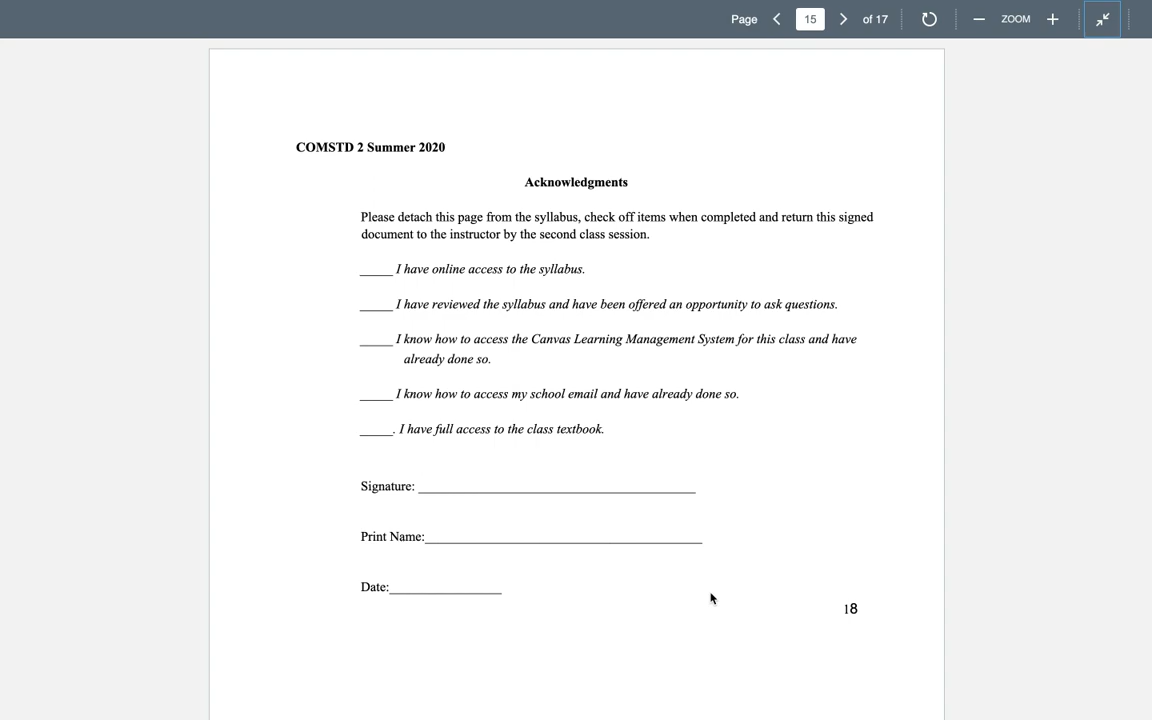 Page 15 of 17 ZOOM
COMSTD 2 Summer 2020
Acknowledgments
Please detach this page from the syllabus, check off items when completed and return this signed
document to the instructor by the second class session.
_____ I have online access to the syllabus.
_____ I have reviewed the syllabus and have been offered an opportunity to ask questions.
_____ I know how to access the Canvas Learning Management System for this class and have
already done so.
_____ I know how to access my school email and have already done so.
_____. I have full access to the class textbook.
Signature: __________________________________________
Print Name:__________________________________________
Date:_________________
18